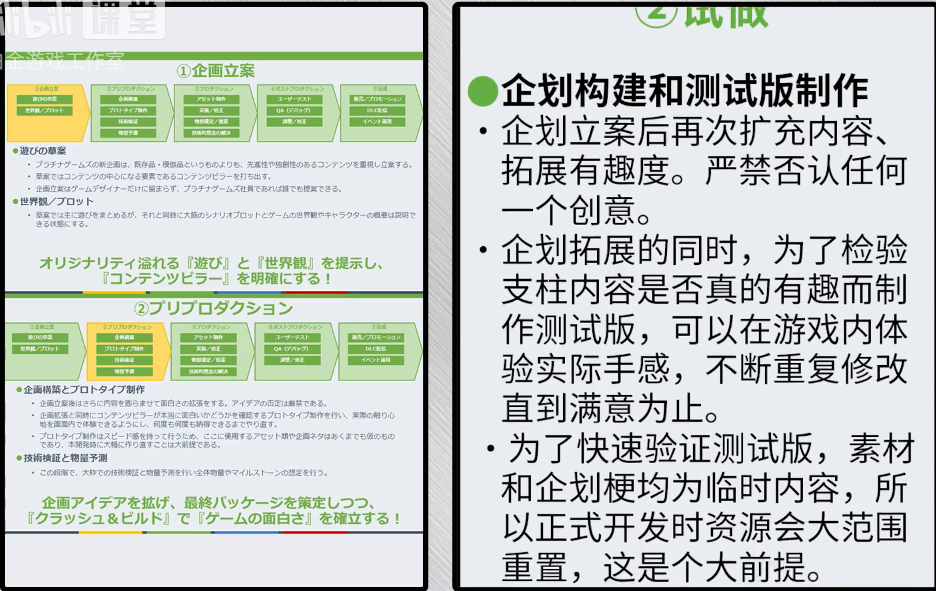 bilibili 课堂
白金游戏工作室
①企画立案
①企画立案
遊びの草案
世界観／プロット
②プリプロダクション
企画構築
プロトタイプ制作
技術検証
物量予測
③プロダクション
アセット制作
実装／修正
物量確定／量産
技術的懸念の解決
④ポストプロダクション
ユーザーテスト
QA（デバッグ）
調整／修正
⑤完成
販売／プロモーション
DLC配信
イベント運用
●遊びの草案
・プラチナゲームズの新企画は、既存品・模倣品というものよりも、先進性や独創性のあるコンテンツを重視し立案する。
・草案ではコンテンツの中心になる要素であるコンテンツピラーを打ち出す。
・企画立案はゲームデザイナーだけに留まらず、プラチナゲームズ社員であれば誰でも提案できる。
●世界観／プロット
・草案では主に遊びをまとめるが、それと同時に大筋のシナリオプロットとゲームの世界観やキャラクターの概要は説明で
きる状態にする。
オリジナリティ溢れる『遊び』と『世界観』を提示し、
『コンテンツピラー』を明確にする！
②プリプロダクション
①企画立案
遊びの草案
世界観／プロット
②プリプロダクション
企画構築
プロトタイプ制作
技術検証
物量予測
③プロダクション
アセット制作
実装／修正
物量確定／量産
技術的懸念の解決
④ポストプロダクション
ユーザーテスト
QA（デバッグ）
調整／修正
⑤完成
販売／プロモーション
DLC配信
イベント運用
●企画構築とプロトタイプ制作
・企画立案後はさらに内容を膨らませて面白さの拡張をする。アイデアの否定は厳禁である。
・企画拡張と同時にコンテンツピラーが本当に面白いかどうかを確認するプロトタイプ制作を行い、実際の触り心
地を画面内で体験できるようにし、何度も何度も納得できるまでやり直す。
・プロトタイプ制作はスピード感を持って行うため、ここに使用するアセット類や企画ネタはあくまでも仮のもの
であり、本開発時に大幅に作り直すことは大前提である。
●技術検証と物量予測
・この段階で、大枠での技術検証と物量予測を行い全体物量やマイルストーンの想定を行う。
企画アイデアを拡げ、最終パッケージを策定しつつ、
『クラッシュ＆ビルド』で『ゲームの面白さ』を確立する！
②试做
●企划构建和测试版制作
・企划立案后再次扩充内容、
拓展有趣度。严禁否认任何
一个创意。
・企划拓展的同时，为了检验
支柱内容是否真的有趣而制
作测试版，可以在游戏内体
验实际手感，不断重复修改
直到满意为止。
・为了快速验证测试版，素材
和企划梗均为临时内容，所
以正式开发时资源会大范围
重置，这是个大前提。